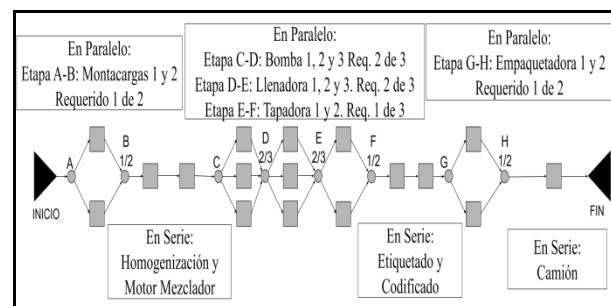 En Paralelo:
Etapa A-B: Montacargas 1 y 2
Requerido 1 de 2
En Paralelo:
Etapa C-D: Bomba 1, 2 y 3 Req. 2 de 3
Etapa D-E: Llenadora 1, 2 y 3. Req. 2 de 3
Etapa E-F: Tapadora 1 y 2. Req. 1 de 3
En Paralelo:
Etapa G-H: Empaquetadora 1 y 2
Requerido 1 de 2
A
B
1/2
C
D
2/3
E
2/3
F
1/2
G
H
1/2
INICIO
FIN
En Serie:
Homogenización y
Motor Mezclador
En Serie:
Etiquetado y
Codificado
En Serie:
Camión